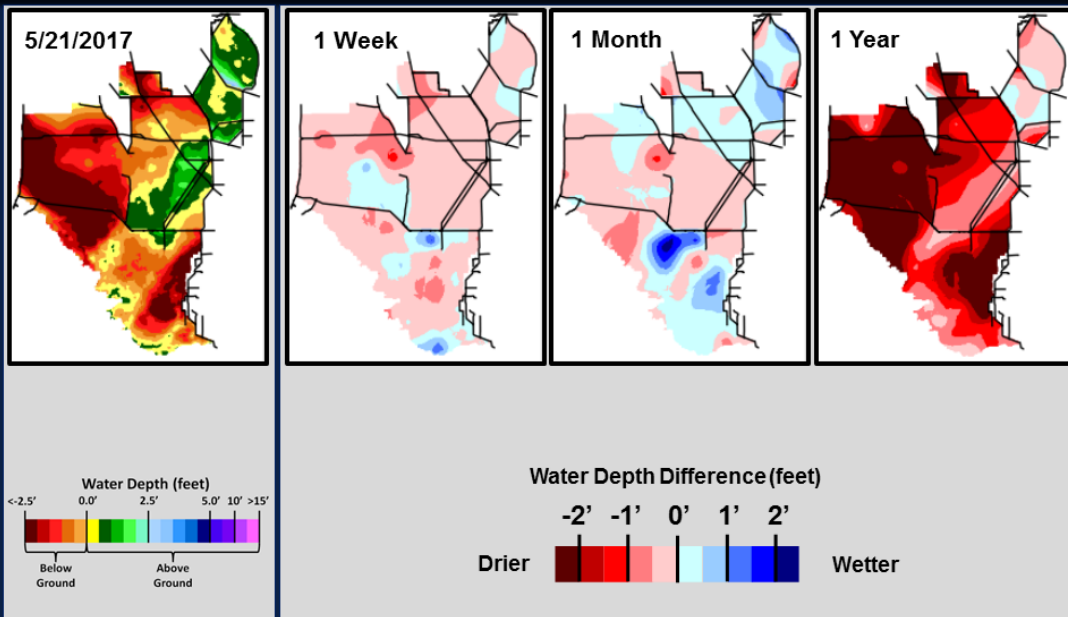 5/21/2017
1 Week
1 Month
1 Year
Water Depth (feet)
<-2.5’ 0.0’ 2.5’ 5.0’ 10’ >15’
Below
Ground
Above
Ground
Water Depth Difference (feet)
-2’ -1’ 0’ 1’ 2’
Drier Wetter